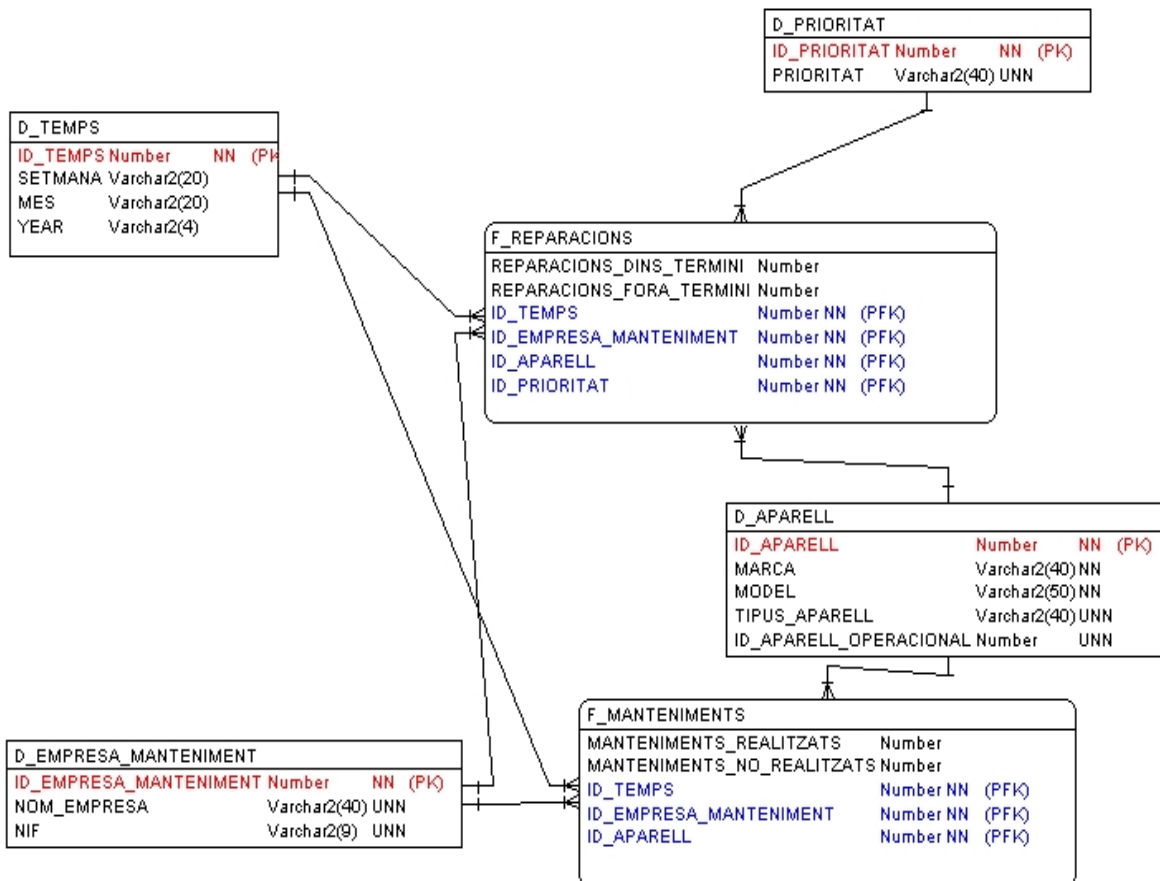 D_PRIORITAT
ID_PRIORITAT Number NN (PK)
PRIORITAT Varchar2(40) UNN
D_TEMPS
ID_TEMPS Number NN (PK
SETMANA Varchar2(20)
MES Varchar2(20)
YEAR Varchar2(4)
F_REPARACIONS
REPARACIONS_DINS_TERMINI Number
REPARACIONS_FORA_TERMINI Number
ID_TEMPS Number NN (PFK)
ID_EMPRESA_MANTENIMENT Number NN (PFK)
ID_APARELL Number NN (PFK)
ID_PRIORITAT Number NN (PFK)
D_APARELL
ID_APARELL Number NN (PK)
MARCA Varchar2(40) NN
MODEL Varchar2(50) NN
TIPUS_APARELL Varchar2(40) UNN
ID_APARELL_OPERACIONAL Number UNN
D_EMPRESA_MANTENIMENT
ID_EMPRESA_MANTENIMENT Number NN (PK)
NOM_EMPRESA Varchar2(40) UNN
NIF Varchar2(9) UNN
F_MANTENIMENTS
MANTENIMENTS_REALITZATS Number
MANTENIMENTS_NO_REALITZATS Number
ID_TEMPS Number NN (PFK)
ID_EMPRESA_MANTENIMENT Number NN (PFK)
ID_APARELL Number NN (PFK)